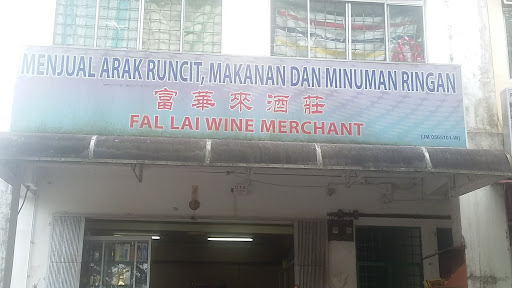 MENJUAL ARAK RUNCIT, MAKANAN DAN MINUMAN RINGAN
富華來酒莊
FAL LAI WINE MERCHANT